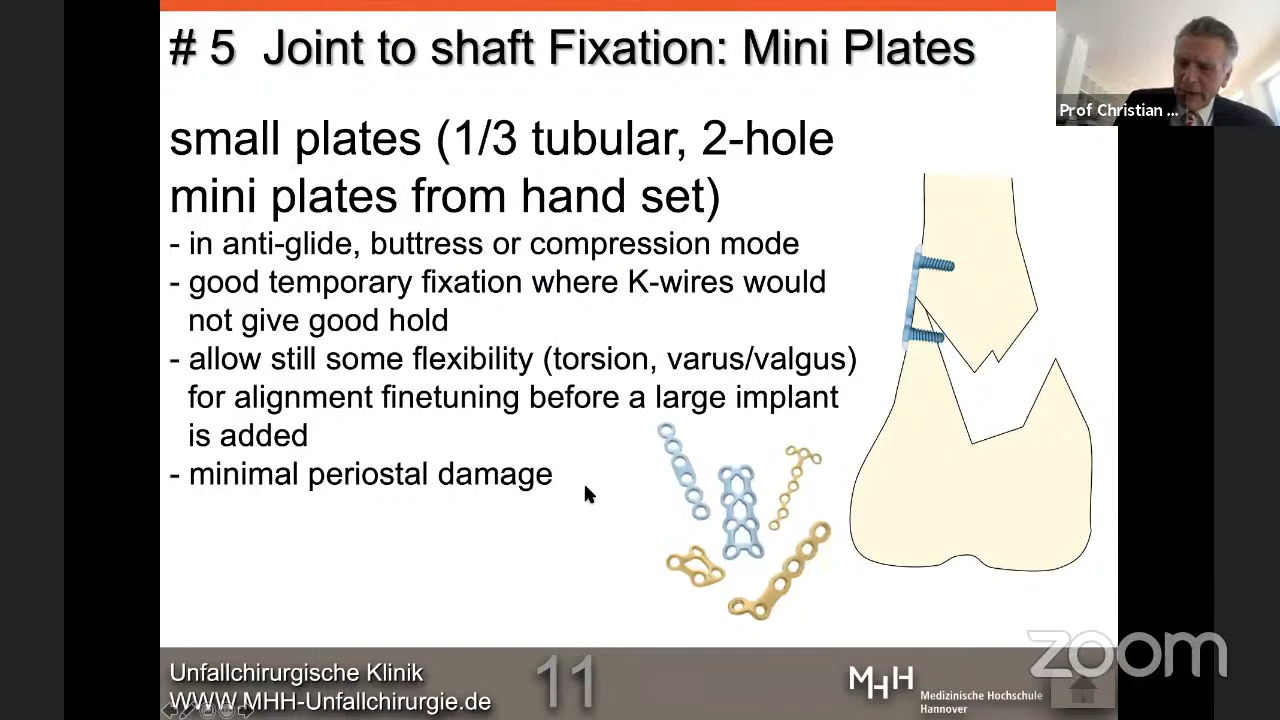 # 5 Joint to shaft Fixation: Mini Plates
Prof Christian ...
small plates (1/3 tubular, 2-hole
mini plates from hand set)
- in anti-glide, buttress or compression mode
- good temporary fixation where K-wires would
not give good hold
- allow still some flexibility (torsion, varus/valgus)
for alignment finetuning before a large implant
is added
- minimal periostal damage
Unfallchirurgische Klinik
WWW.MHH-Unfallchirurgie.de
11
MHH
Medizinische Hochschule
Hannover
zoom